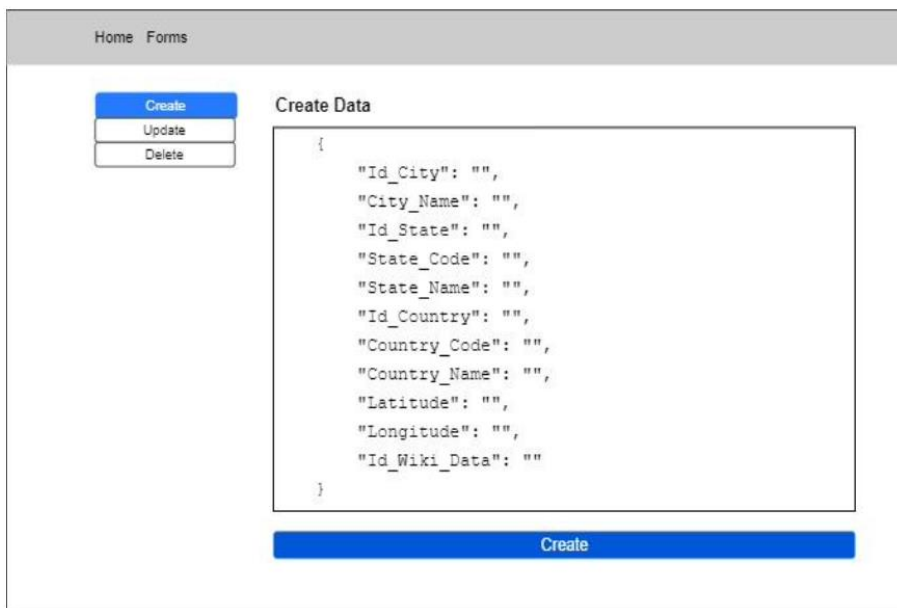 Home Forms
Create
Update
Delete
Create Data
{
"Id_City": "",
"City_Name": "",
"Id_State": "",
"State_Code": "",
"State_Name": "",
"Id_Country": "",
"Country_Code": "",
"Country_Name": "",
"Latitude": "",
"Longitude": "",
"Id_Wiki_Data": ""
}
Create